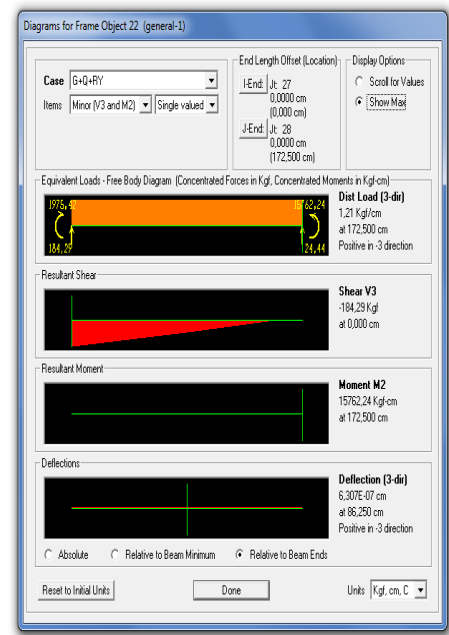 Diagrams for Frame Object 22 (general-1)
Case G+Q+RY
Items Minor (V3 and M2) Single valued
End Length Offset (Location)
I-End: Jt: 27
0,0000 cm
(0,000 cm)
J-End: Jt: 28
0,0000 cm
(172,500 cm)
Display Options
Scroll for Values
Show Max
Equivalent Loads - Free Body Diagram (Concentrated Forces in Kgf, Concentrated Moments in Kgf-cm)
1976,42 15762,24
184,29 24,44
Dist Load (3-dir)
1,21 Kgf/cm
at 172,500 cm
Positive in -3 direction
Resultant Shear
Shear V3
-184,29 Kgf
at 0,000 cm
Resultant Moment
Moment M2
15762,24 Kgf-cm
at 172,500 cm
Deflections
Deflection (3-dir)
6,307E-07 cm
at 86,250 cm
Positive in -3 direction
Absolute Relative to Beam Minimum Relative to Beam Ends
Reset to Initial Units Done Units Kgf, cm, C